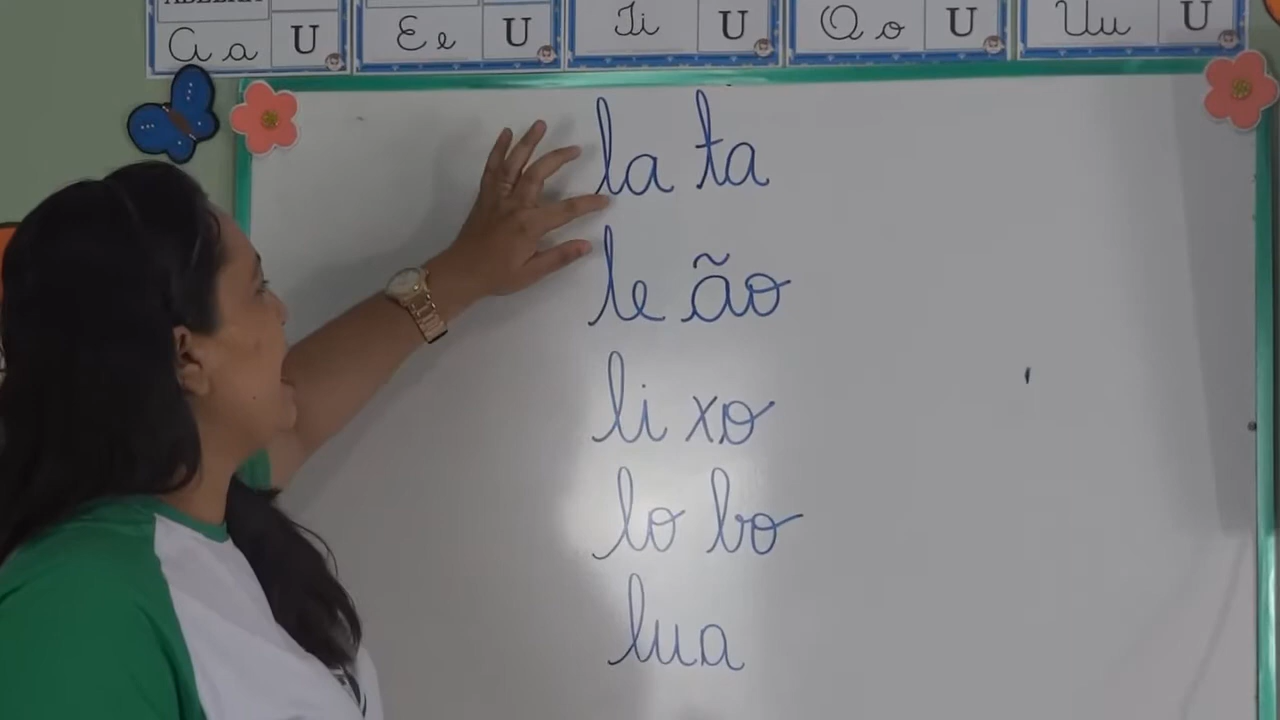 A a U E e U I i U O o U U u U
la ta
le ão
li xo
lo bo
lua